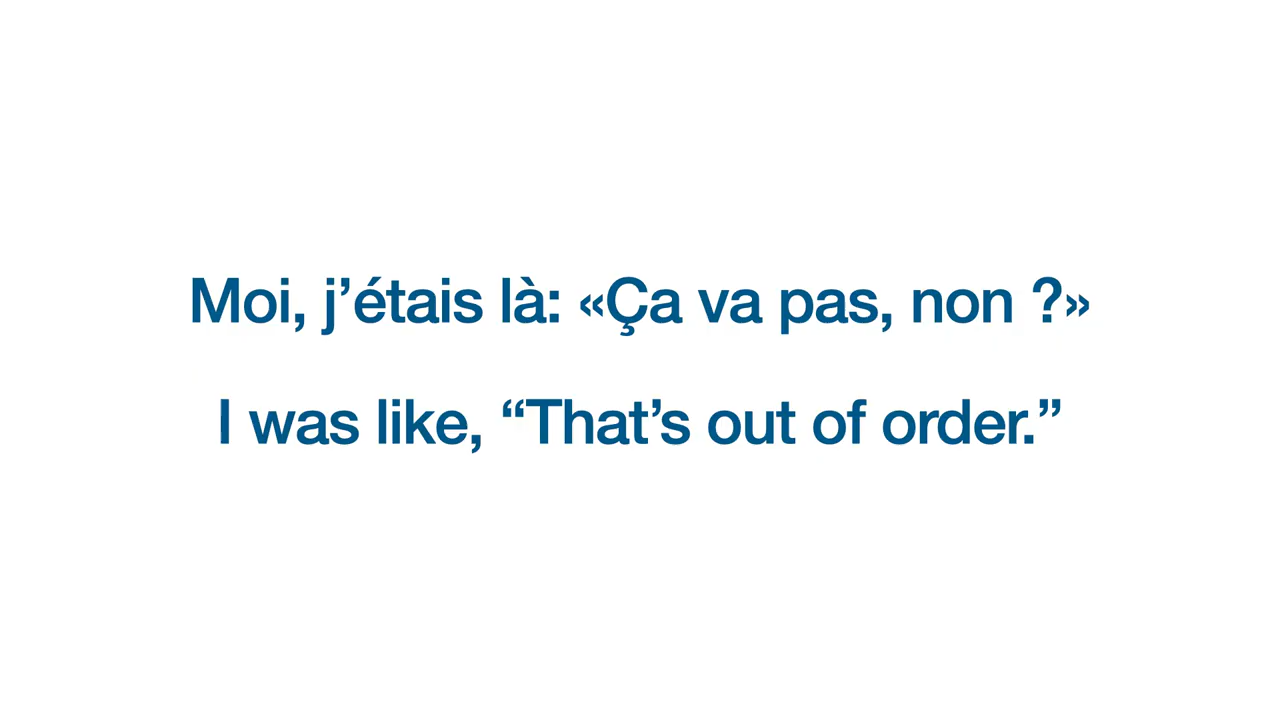 Moi, j’étais là: «Ça va pas, non ?»
I was like, “That’s out of order.”